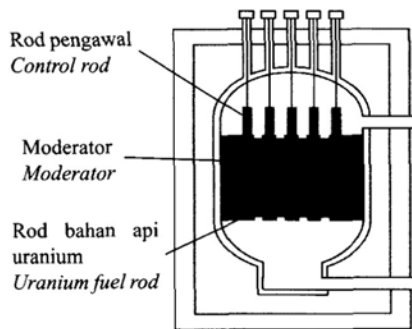 Rod pengawal
Control rod
Moderator
Moderator
Rod bahan api
uranium
Uranium fuel rod